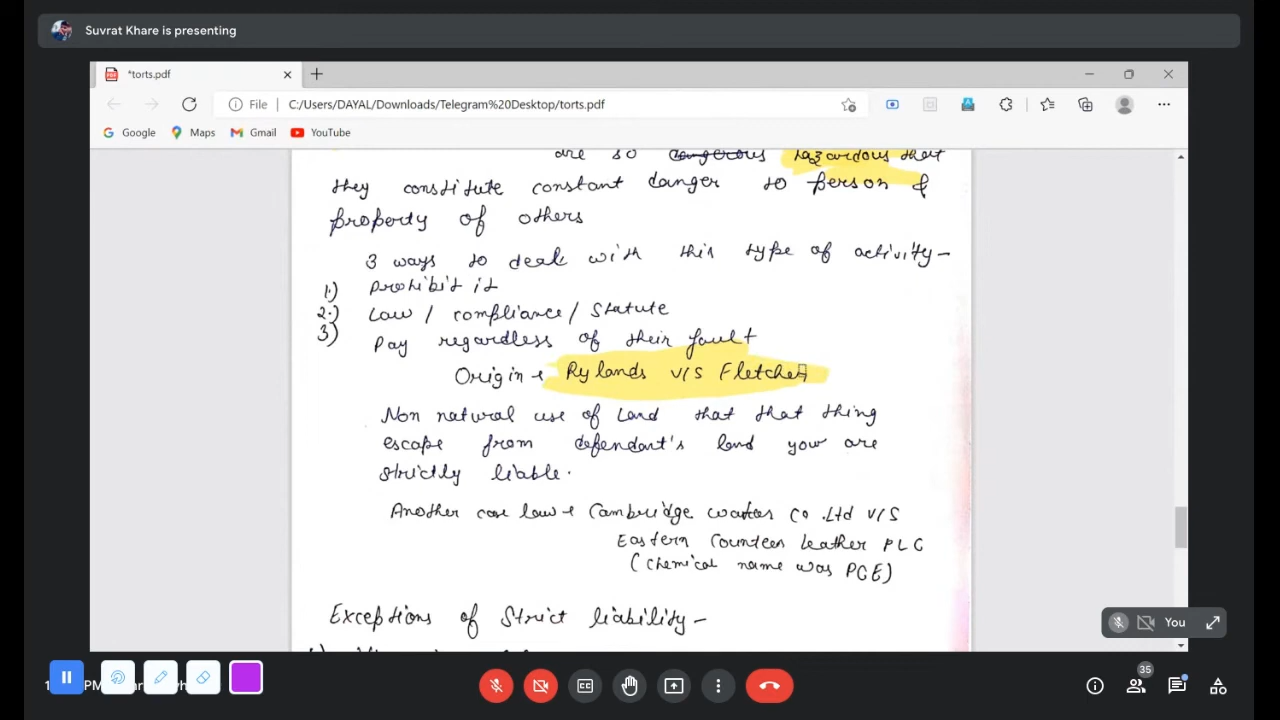 Suvrat Khare is presenting
*torts.pdf
File C:/Users/DAYAL/Downloads/Telegram%20Desktop/torts.pdf
Google Maps Gmail YouTube
are so dangerous hazardous that
they constitute constant danger to person &
property of others
3 ways to deal with this type of activity-
1.) Prohibit it
2.) Law / compliance / Statute
3) Pay regardless of their fault
Origin → Rylands v/s Fletcher
Non natural use of land that that thing
escape from defendant's land you are
strictly liable.
Another case law → Cambridge water Co .Ltd v/s
Eastern Counteen leather PLC
(chemical name was PCE)
Exceptions of Strict liability -
You
35